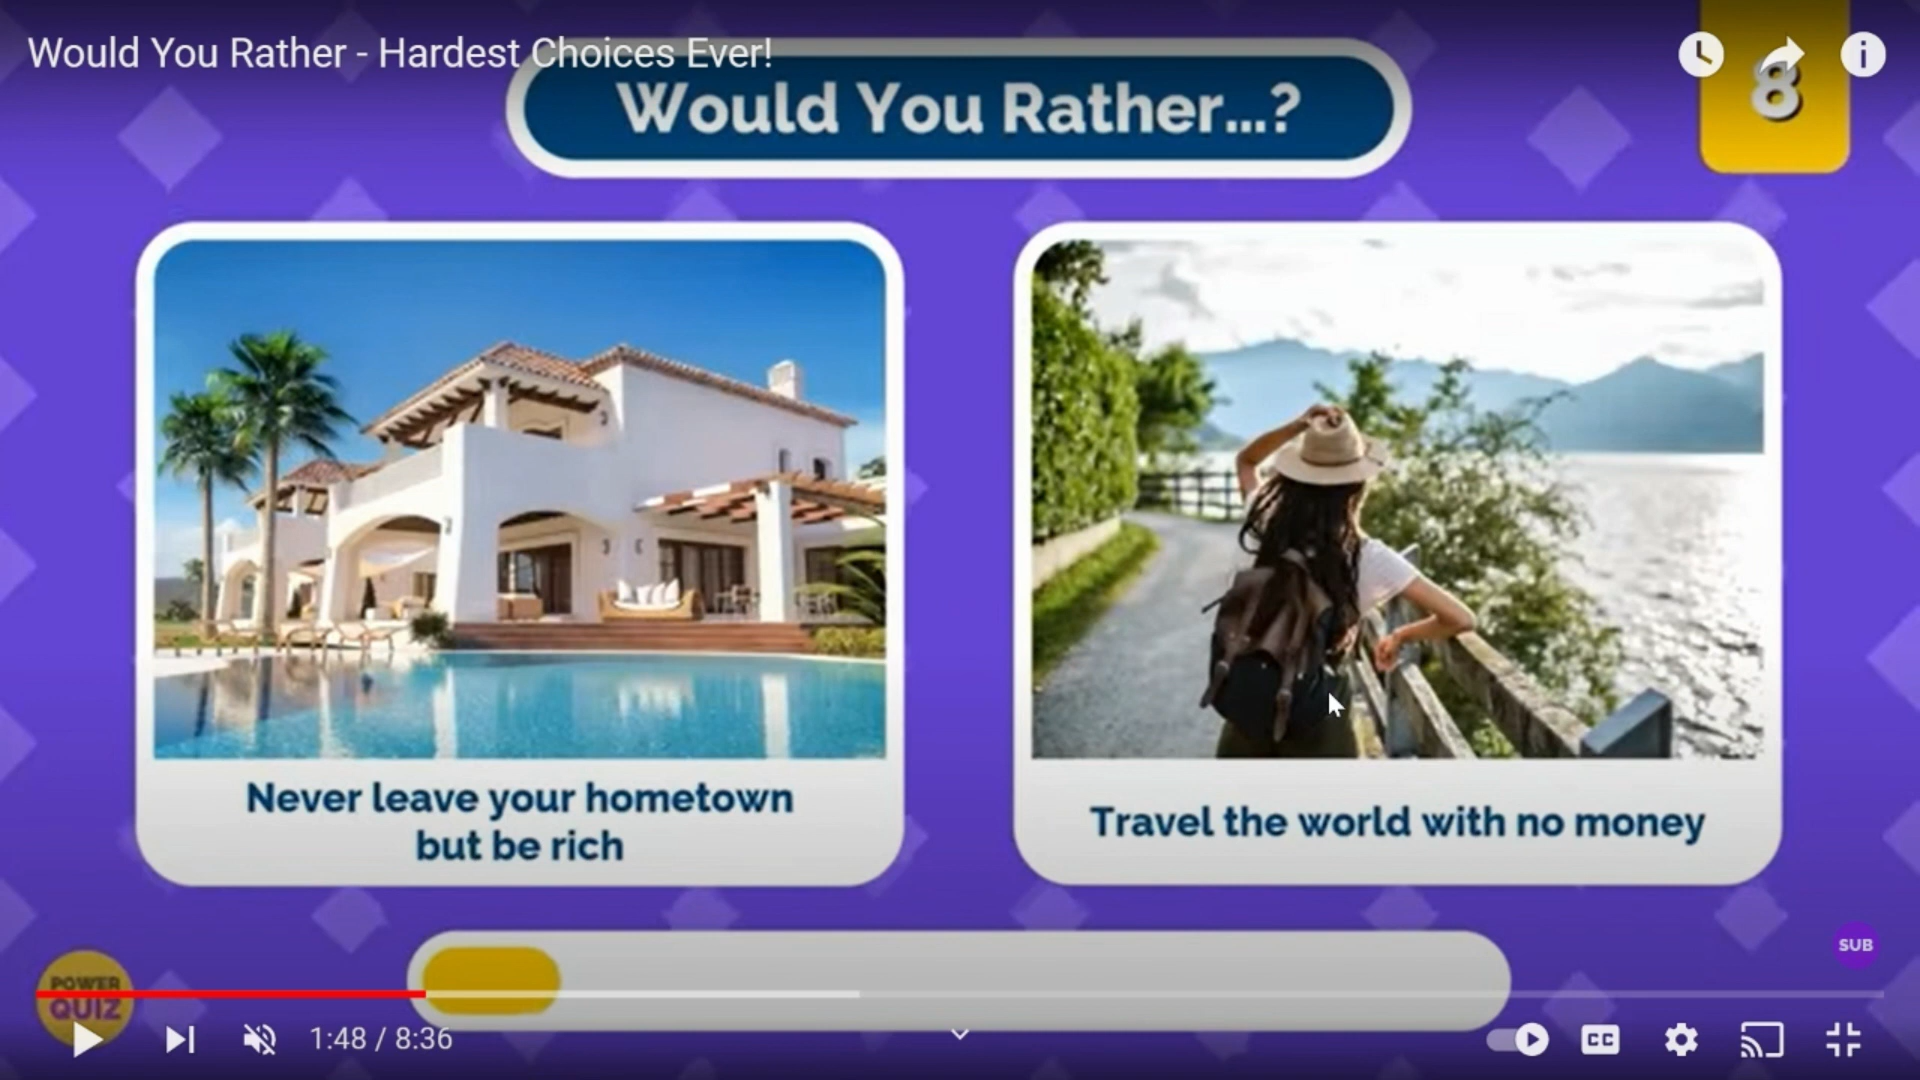 Would You Rather - Hardest Choices Ever!
8
Would You Rather...?
Never leave your hometown
but be rich
Travel the world with no money
SUB
POWER
QUIZ
1:48 / 8:36
CC